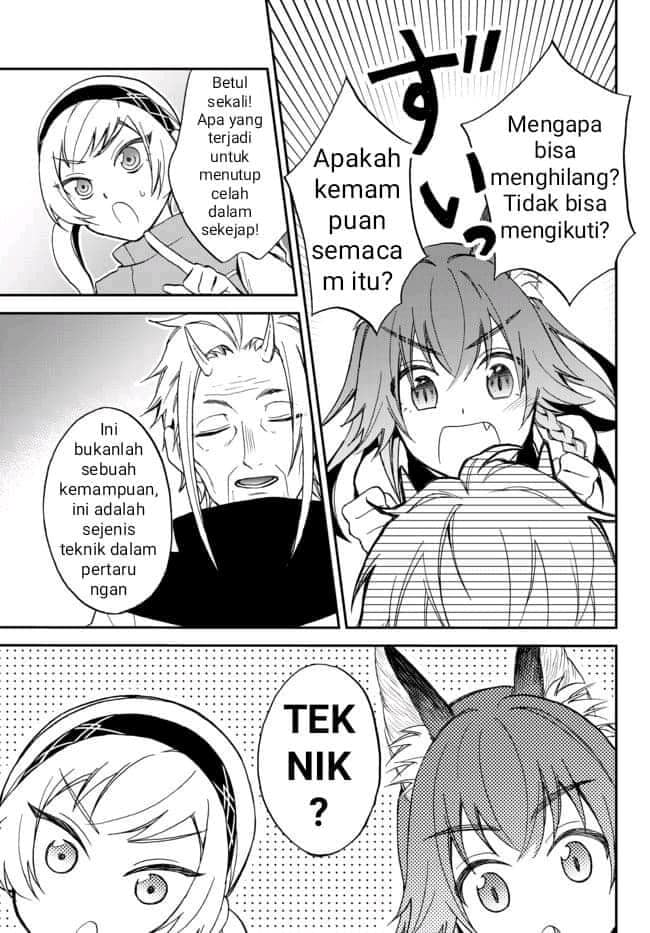 ずいっ
Mengapa
bisa
menghilang?
Tidak bisa
mengikuti?
Apakah
kemam
puan
semaca
m itu?
Betul
sekali!
Apa yang
terjadi
untuk
menutup
celah
dalam
sekejap!
Ini
bukanlah
sebuah
kemampuan,
ini adalah
sejenis
teknik dalam
pertaru
ngan
TEK
NIK
?